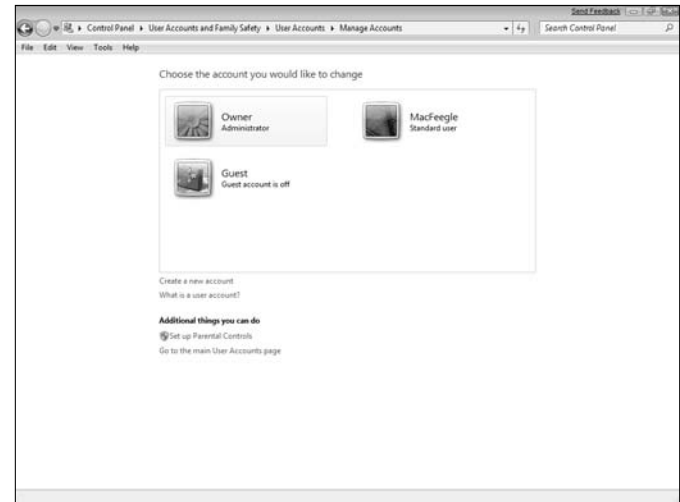 Send Feedback
Control Panel ▸ User Accounts and Family Safety ▸ User Accounts ▸ Manage Accounts
Search Control Panel
File Edit View Tools Help
Choose the account you would like to change
Owner
Administrator
MacFeegle
Standard user
Guest
Guest account is off
Create a new account
What is a user account?
Additional things you can do
Set up Parental Controls
Go to the main User Accounts page